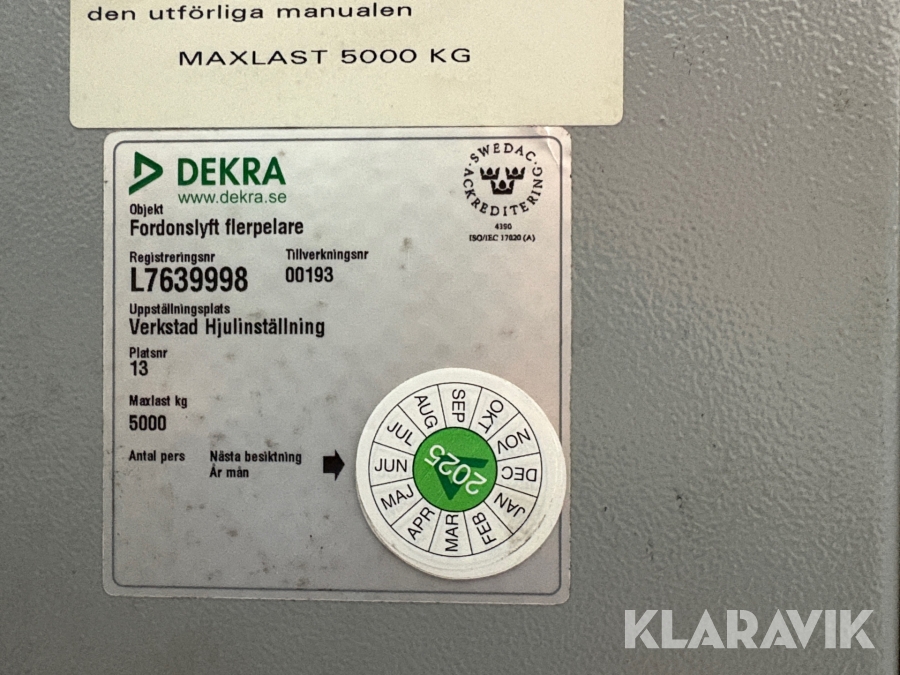 den utförliga manualen
MAXLAST 5000 KG
DEKRA
www.dekra.se
SWEDAC
ACKREDITERING
4350
ISO/IEC 17020 (A)
Objekt
Fordonslyft flerpelare
Registreringsnr
Tillverkningsnr
L7639998
00193
Uppställningsplats
Verkstad Hjulinställning
Platsnr
13
Maxlast kg
5000
Antal pers
Nästa besiktning
År mån
JAN
FEB
MAR
APR
MAJ
JUN
JUL
AUG
SEP
OKT
NOV
DEC
2025
KLARAVIK